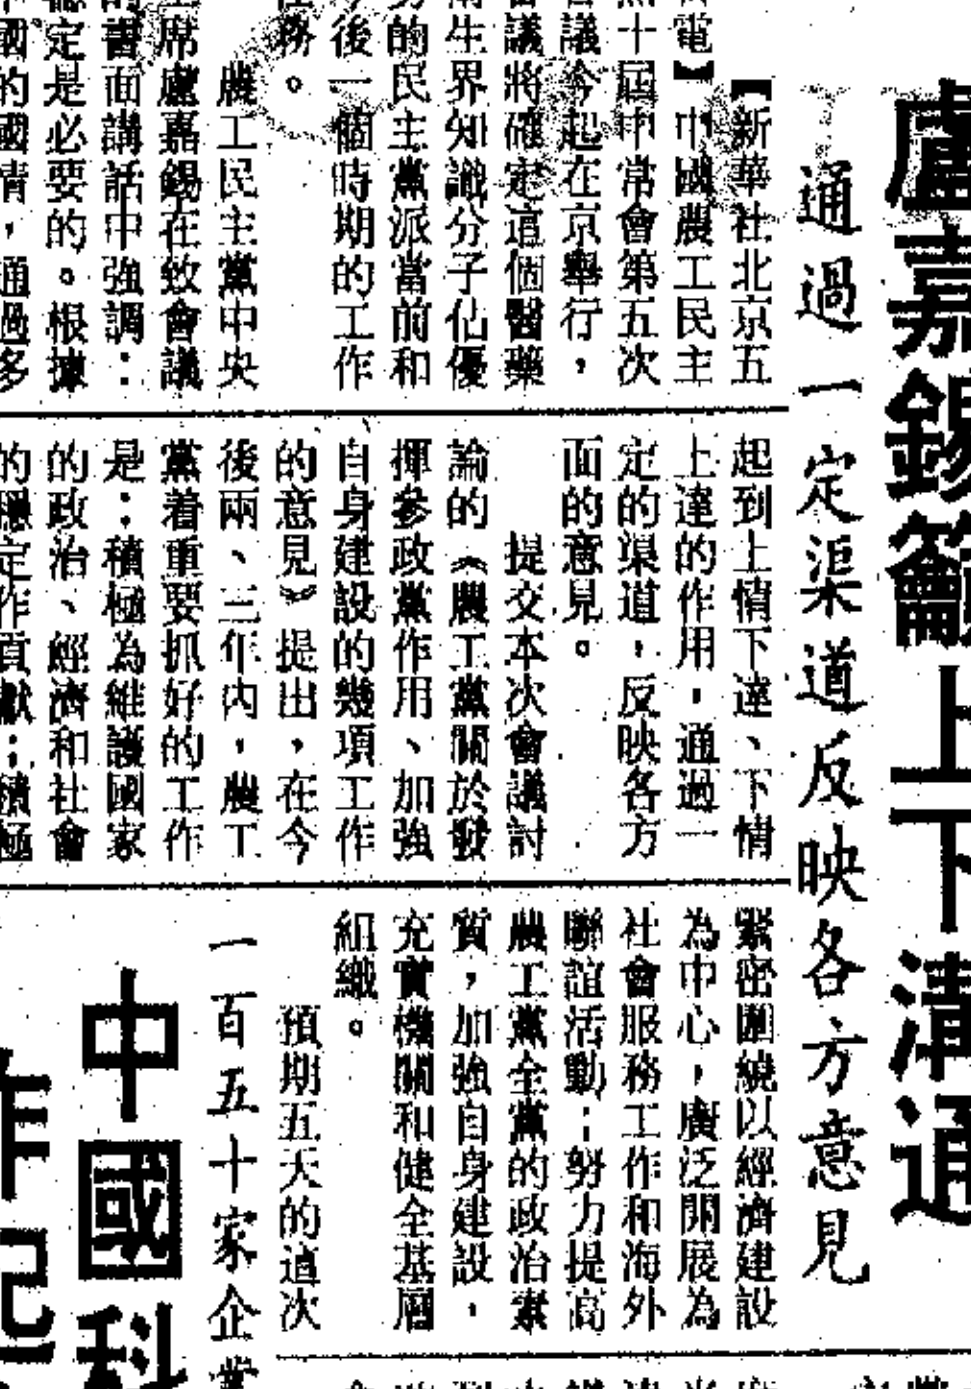 盧嘉錫籲上下溝通
通過一定渠道反映各方意見
【新華社北京五
電】中國農工民主
十屆中常會第五次
議今起在京舉行，
議將確定這個醫藥
生界知識分子佔優
的民主黨派當前和
後一個時期的工作
務。
農工民主黨中央
席盧嘉錫在致會議
書面講話中強調：
定是必要的。根據
國的國情，通過多
起到上情下達、下情
上達的作用，通過一
定的渠道，反映各方
面的意見。
提交本次會議討
論的《農工黨關於發
揮參政黨作用、加強
自身建設的幾項工作
的意見》提出，在今
後兩、三年內，農工
黨着重要抓好的工作
是：積極為維護國家
的政治、經濟和社會
的穩定作貢獻；積極
緊密圍繞以經濟建設
為中心，廣泛開展為
社會服務工作和海外
聯誼活動；努力提高
農工黨全黨的政治素
質，加強自身建設，
充實機關和健全基層
組織。
預期五天的這次
一百五十家企業
中國科
作記